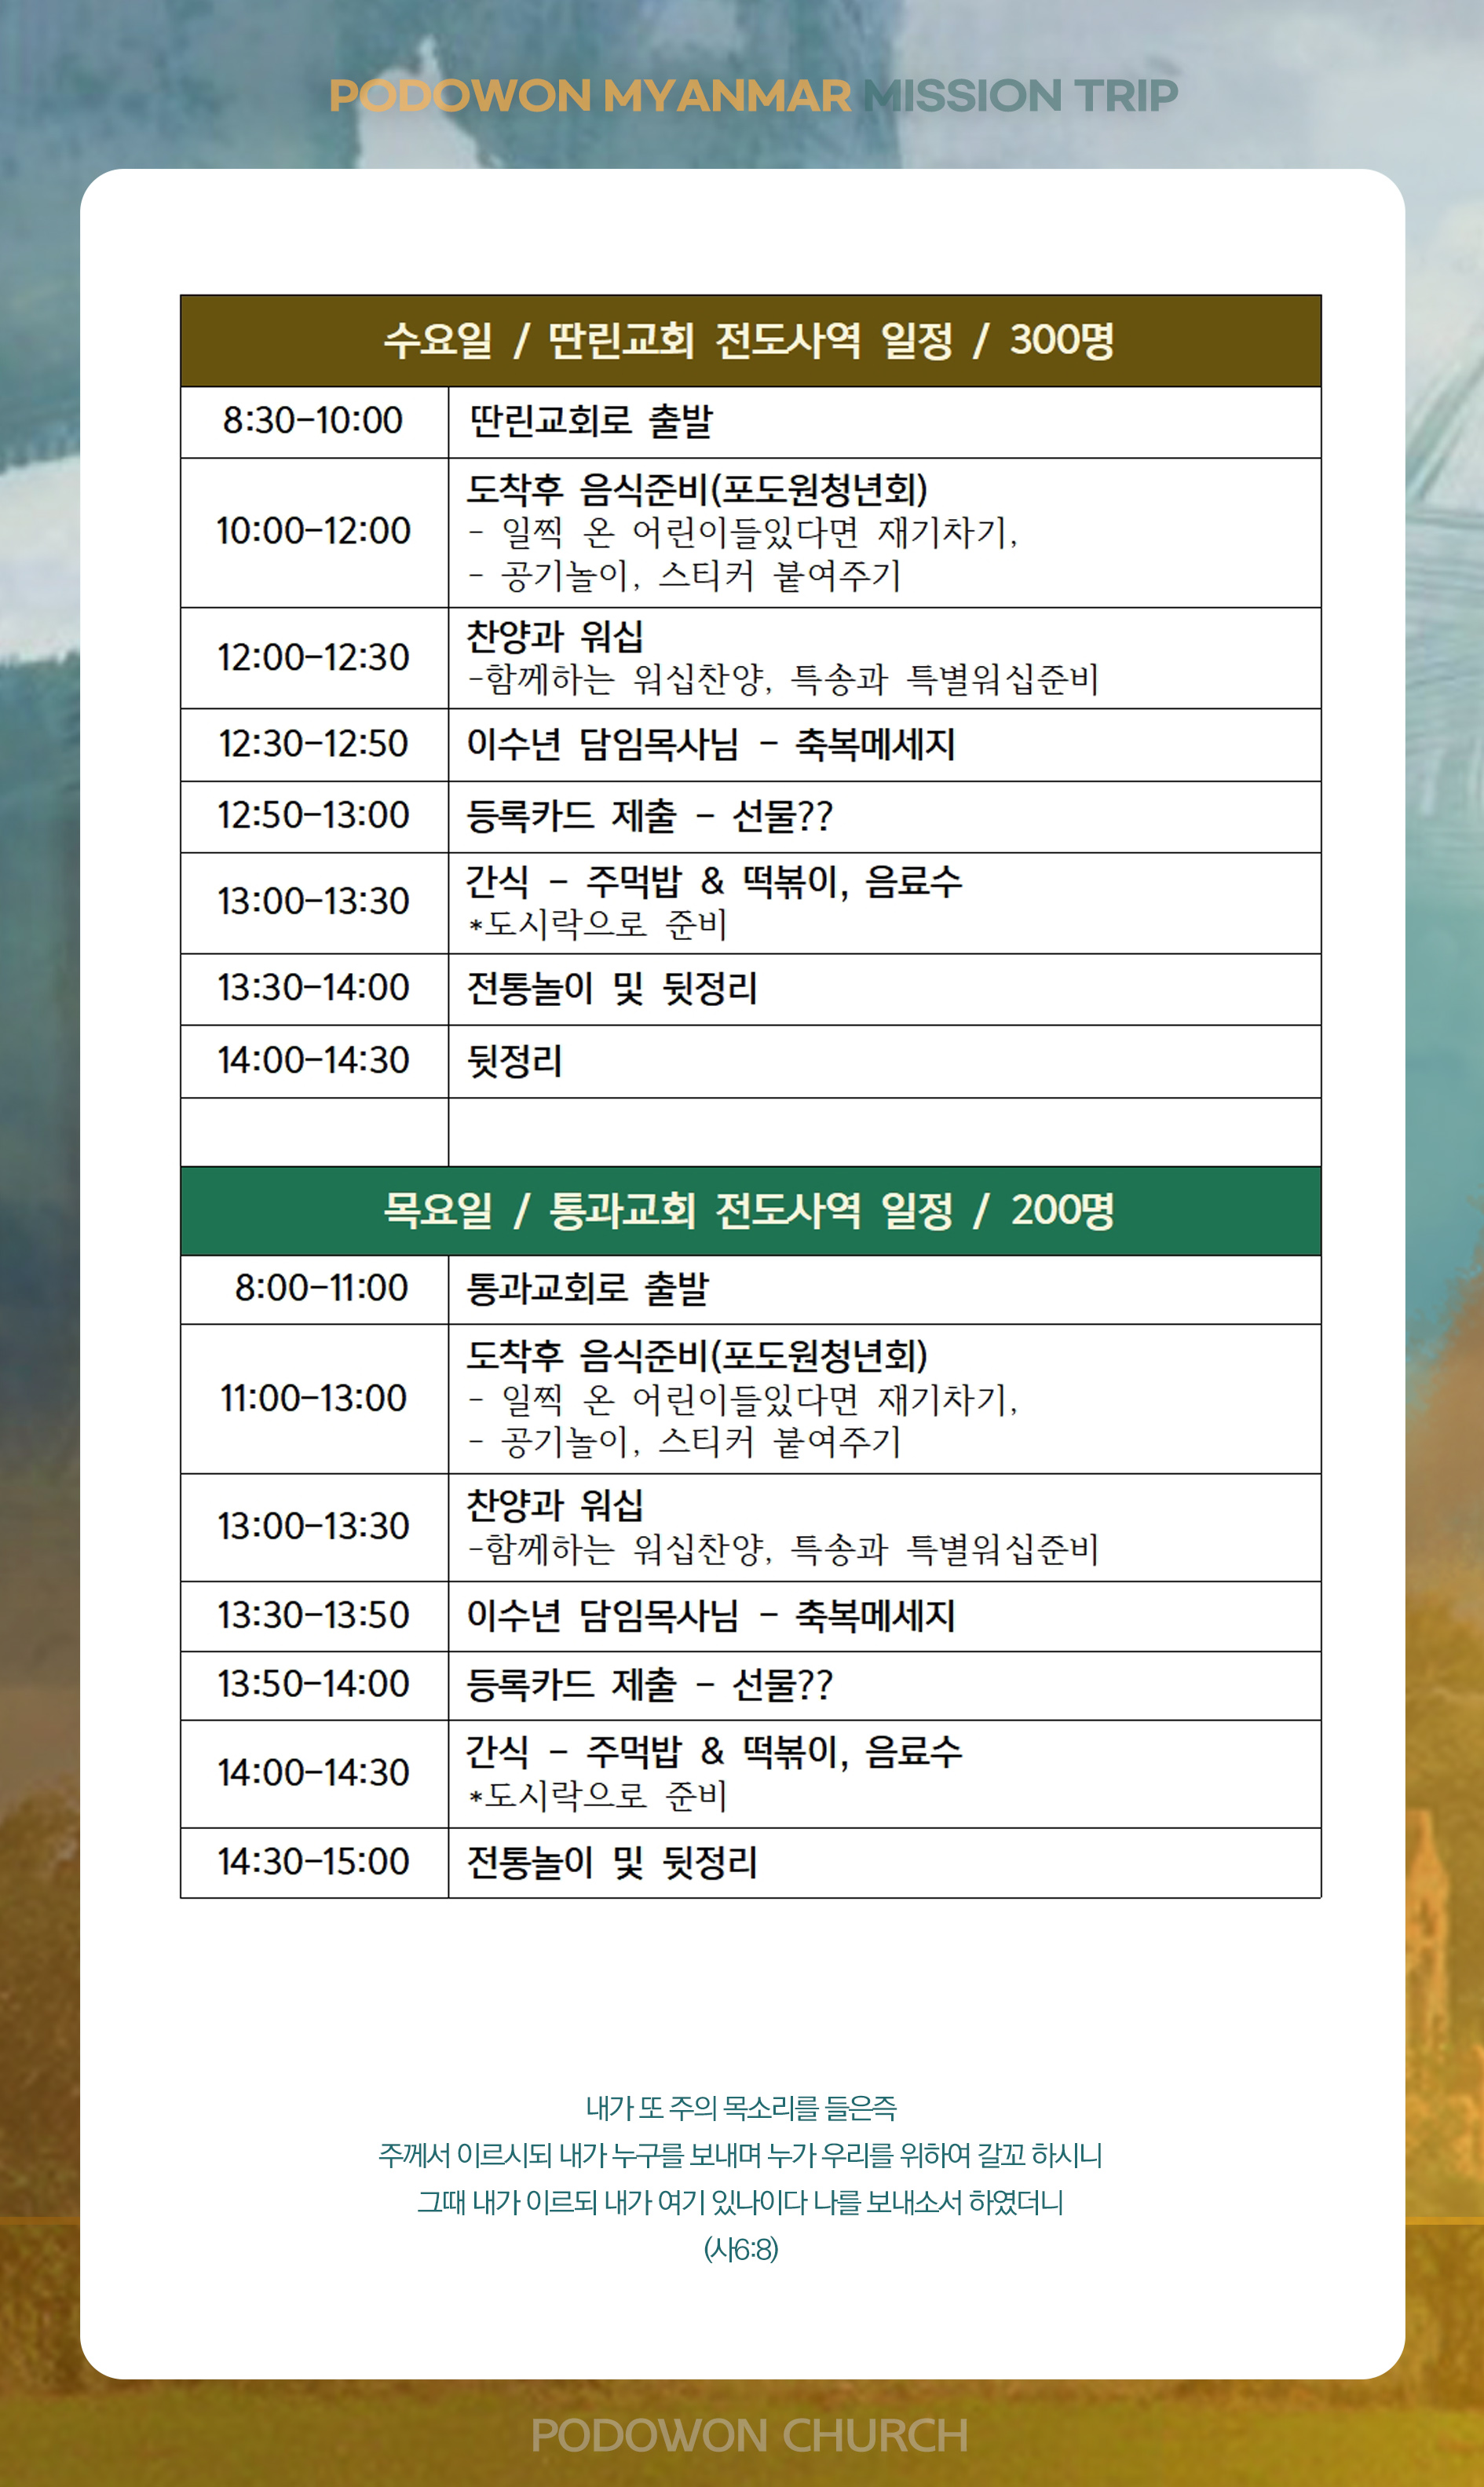 PODOWON MYANMAR MISSION TRIP
수요일 / 딴린교회 전도사역 일정 / 300명
8:30-10:00 딴린교회로 출발
10:00-12:00 도착후 음식준비(포도원청년회)
- 일찍 온 어린이들있다면 재기차기,
- 공기놀이, 스티커 붙여주기
12:00-12:30 찬양과 워십
-함께하는 워십찬양, 특송과 특별워십준비
12:30-12:50 이수년 담임목사님 - 축복메세지
12:50-13:00 등록카드 제출 - 선물??
13:00-13:30 간식 - 주먹밥 & 떡볶이, 음료수
*도시락으로 준비
13:30-14:00 전통놀이 및 뒷정리
14:00-14:30 뒷정리
목요일 / 통과교회 전도사역 일정 / 200명
8:00-11:00 통과교회로 출발
11:00-13:00 도착후 음식준비(포도원청년회)
- 일찍 온 어린이들있다면 재기차기,
- 공기놀이, 스티커 붙여주기
13:00-13:30 찬양과 워십
-함께하는 워십찬양, 특송과 특별워십준비
13:30-13:50 이수년 담임목사님 - 축복메세지
13:50-14:00 등록카드 제출 - 선물??
14:00-14:30 간식 - 주먹밥 & 떡볶이, 음료수
*도시락으로 준비
14:30-15:00 전통놀이 및 뒷정리
내가 또 주의 목소리를 들은즉
주께서 이르시되 내가 누구를 보내며 누가 우리를 위하여 갈꼬 하시니
그때 내가 이르되 내가 여기 있나이다 나를 보내소서 하였더니
(사6:8)
PODOWON CHURCH